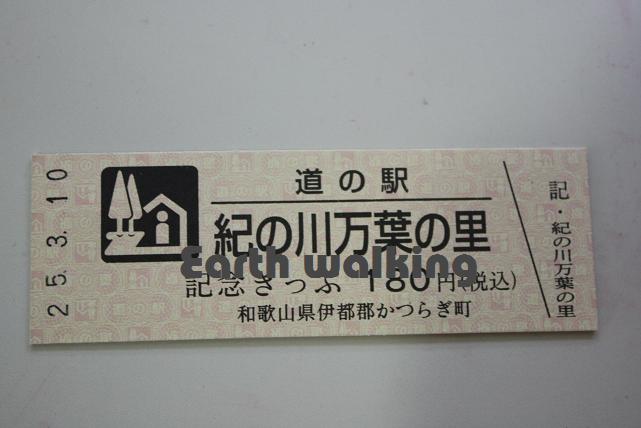 25.3.10
道の駅
紀の川万葉の里
Earth walking
記念きっぷ 180円(税込)
和歌山県伊都郡かつらぎ町
記・紀の川万葉の里